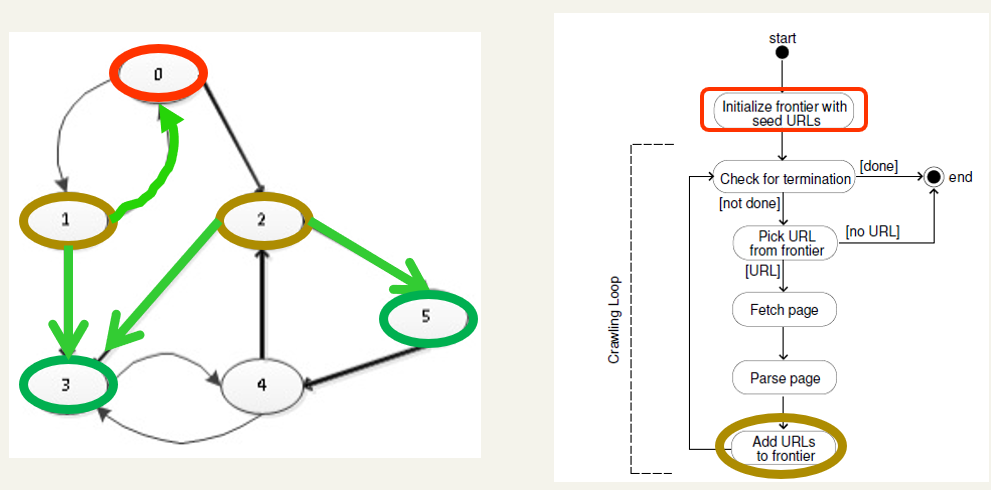 0
1
2
5
3
4
start
Initialize frontier with
seed URLs
Check for termination
[done]
end
[not done]
Pick URL
from frontier
[no URL]
[URL]
Crawling Loop
Fetch page
Parse page
Add URLs
to frontier